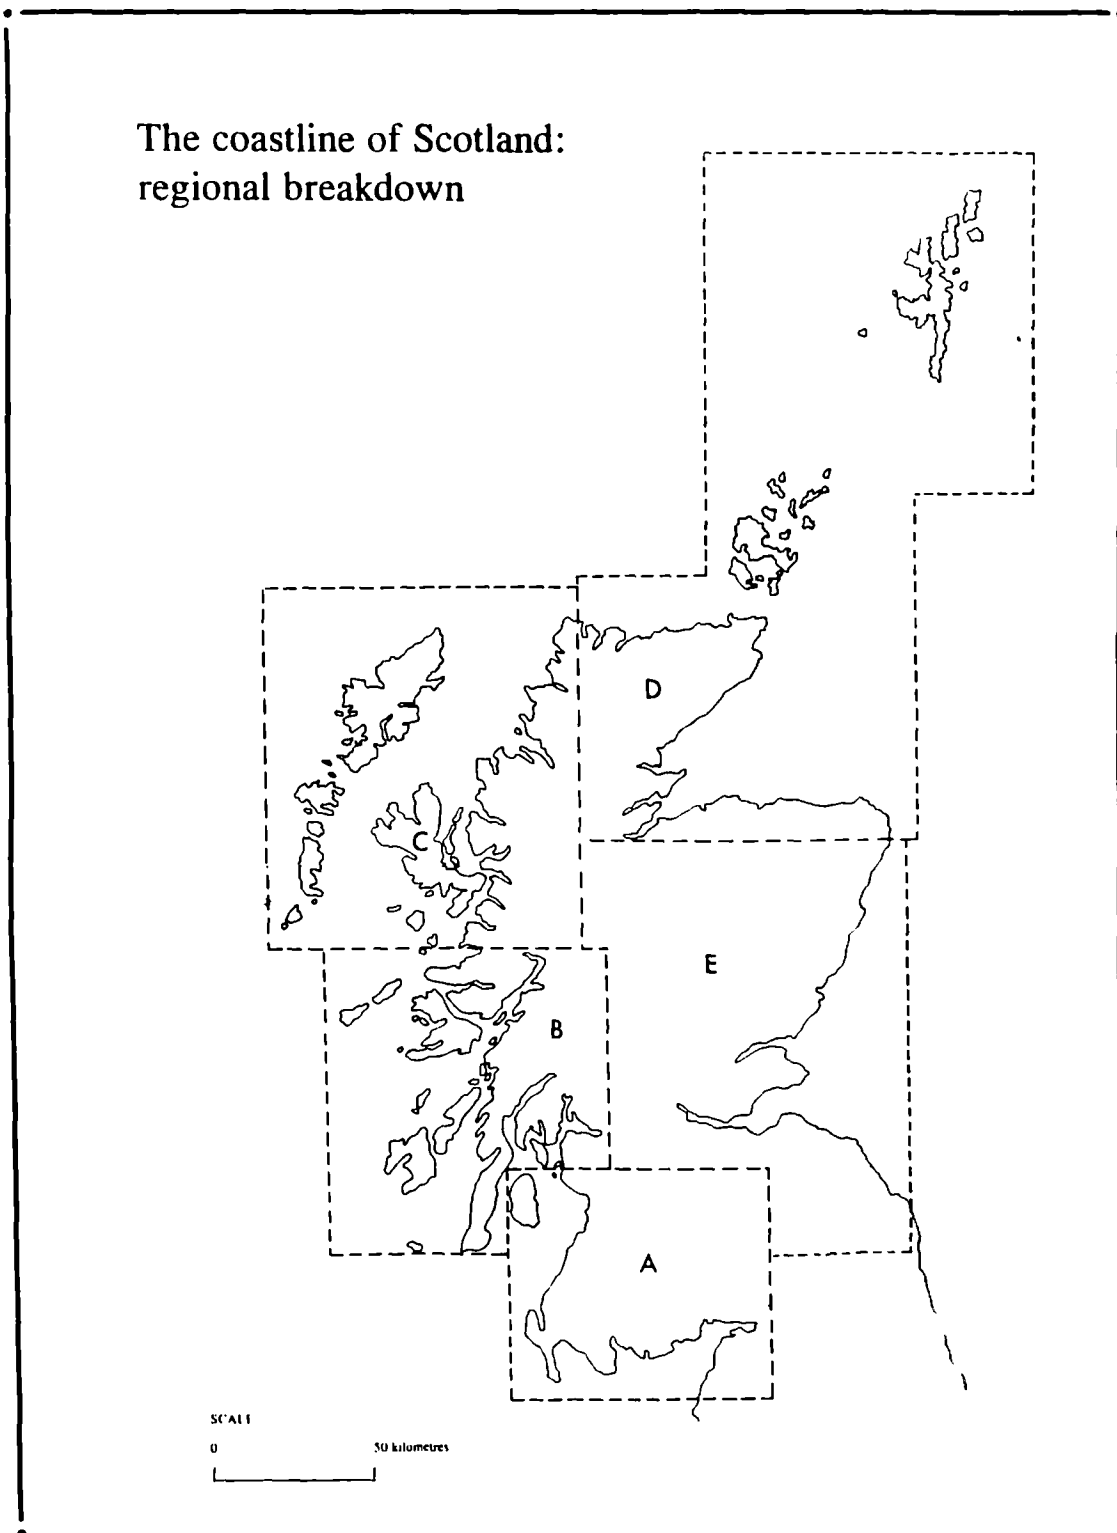 The coastline of Scotland:
regional breakdown
D
C
E
B
A
SCALE
0 50 kilometres